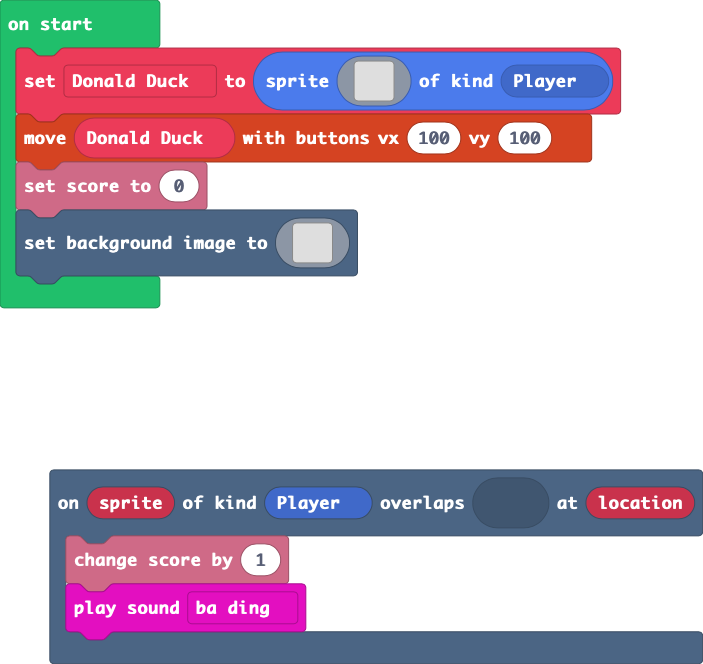 on start
set Donald Duck to sprite of kind Player
move Donald Duck with buttons vx 100 vy 100
set score to 0
set background image to
on sprite of kind Player overlaps at location
change score by 1
play sound ba ding